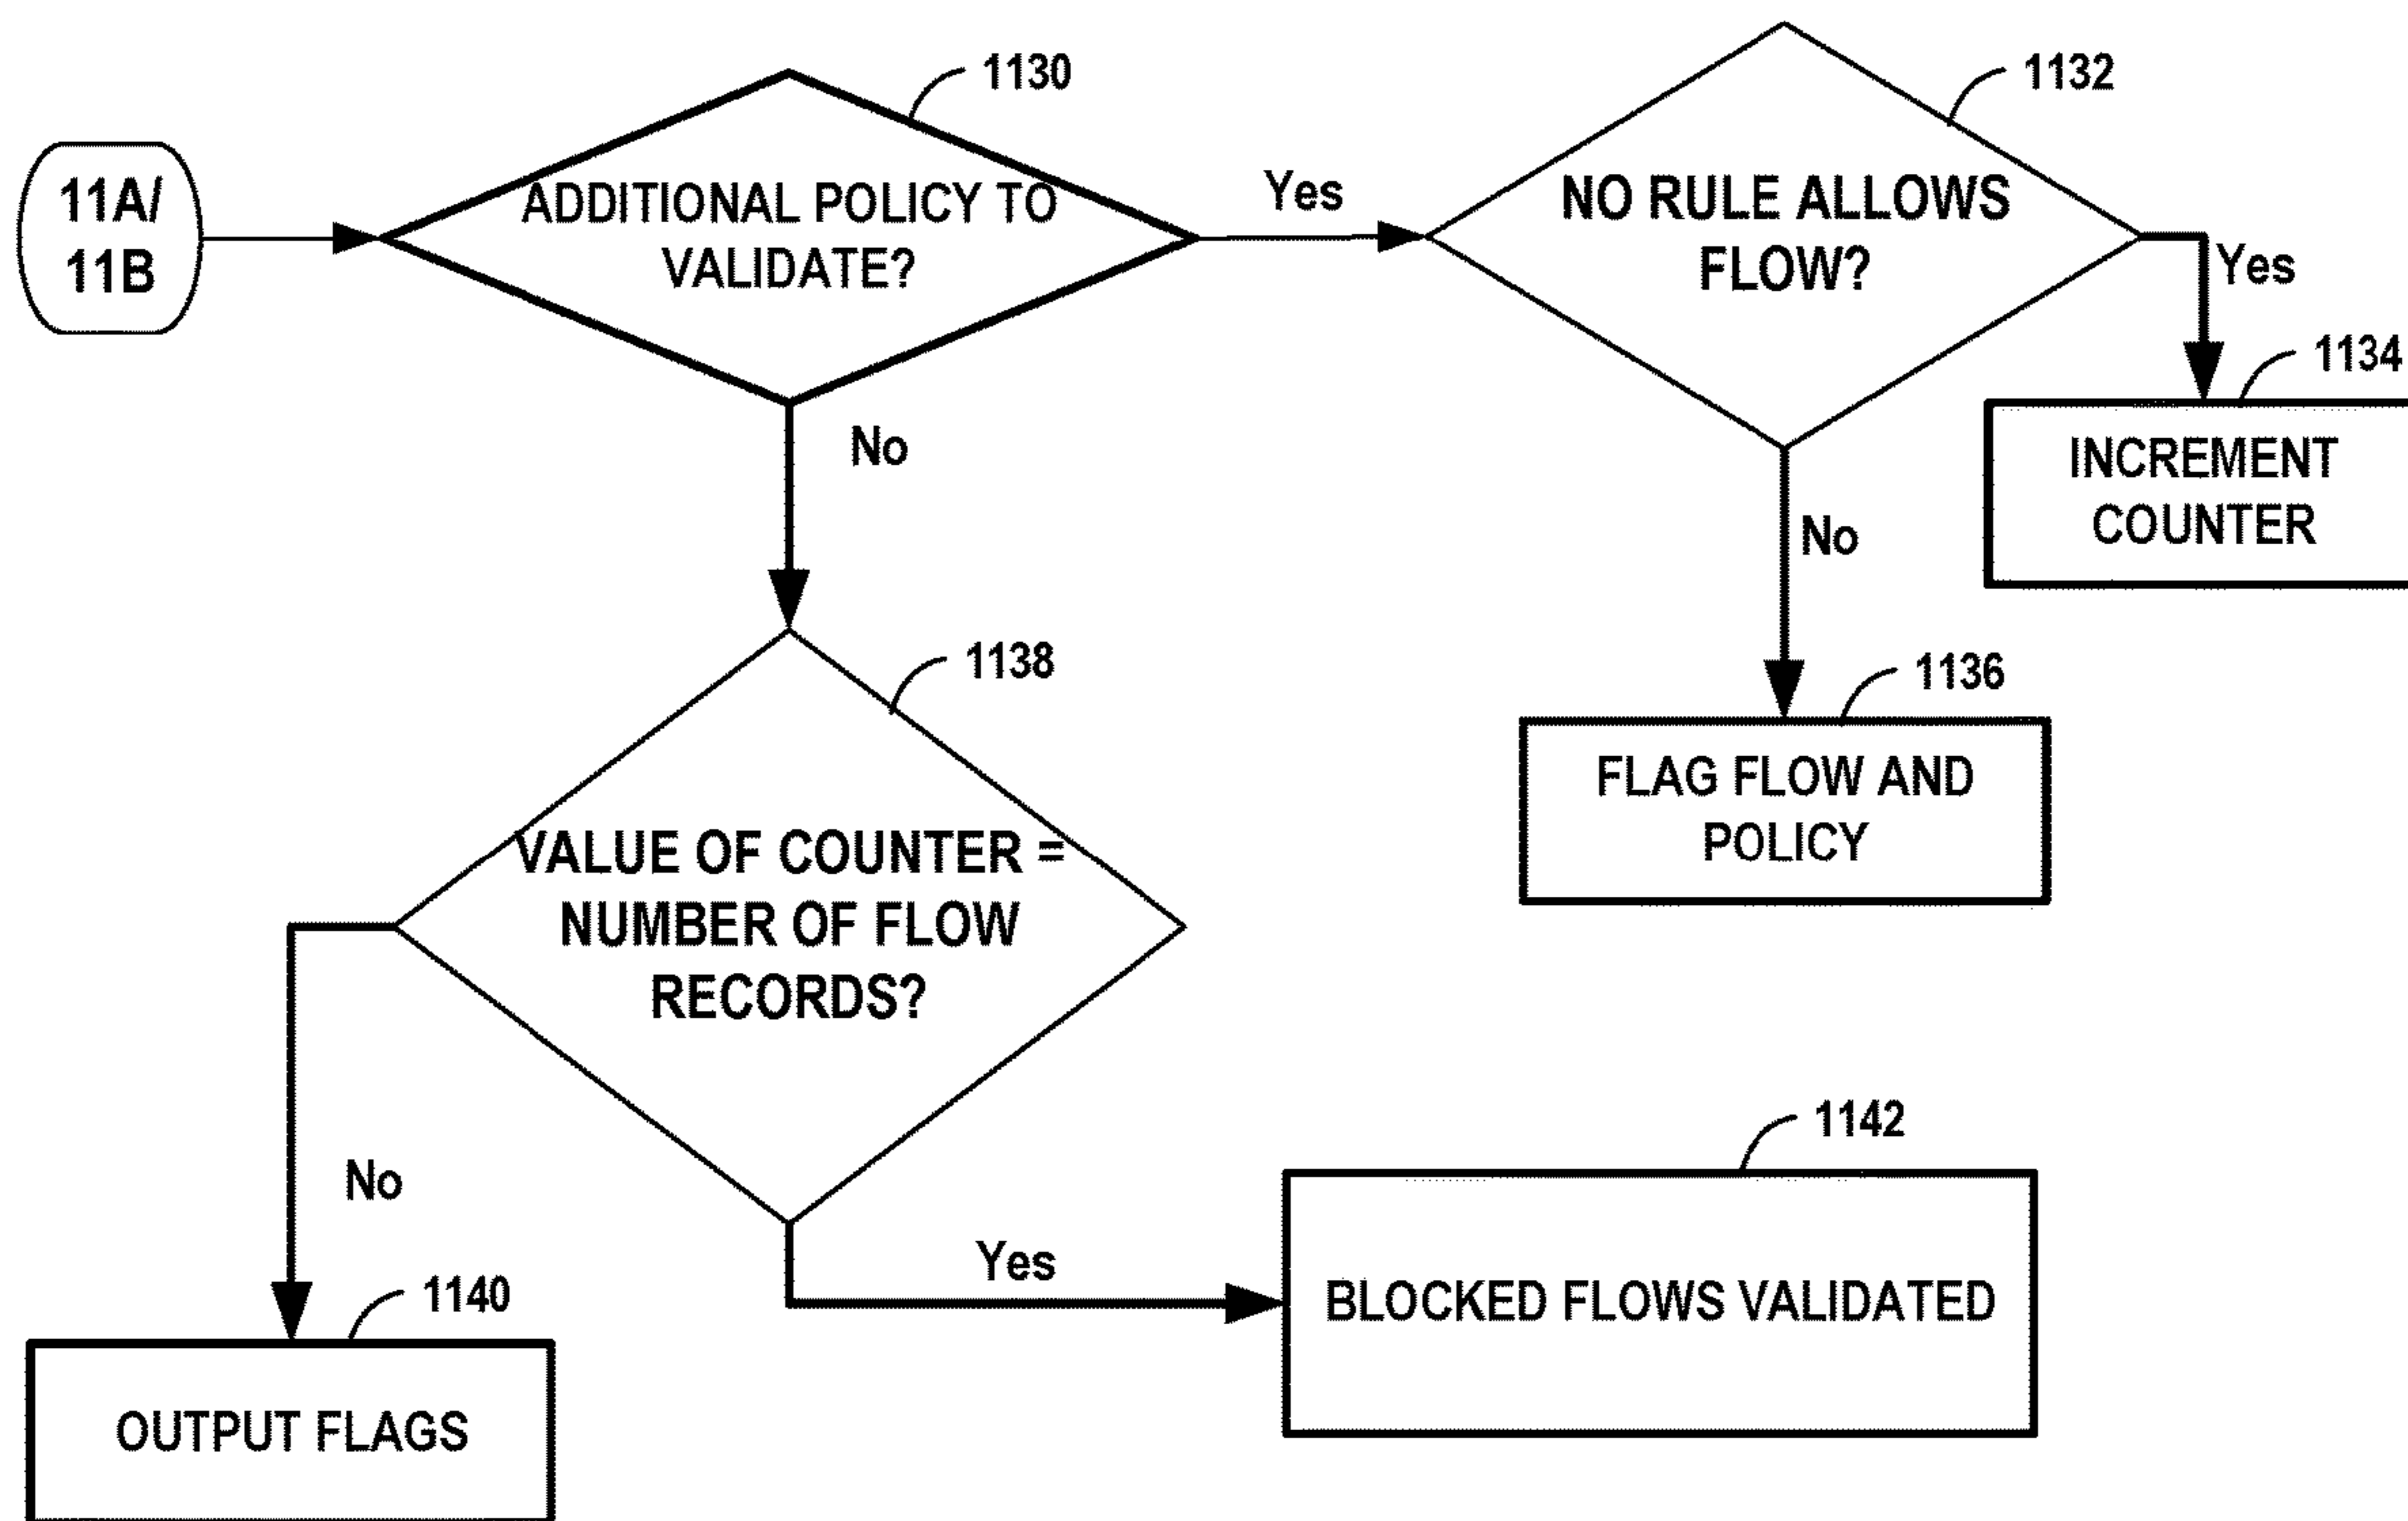 11A/
11B
1130
ADDITIONAL POLICY TO
VALIDATE?
Yes
1132
NO RULE ALLOWS
FLOW?
Yes
1134
INCREMENT
COUNTER
No
1136
FLAG FLOW AND
POLICY
No
1138
VALUE OF COUNTER =
NUMBER OF FLOW
RECORDS?
No
1140
OUTPUT FLAGS
Yes
1142
BLOCKED FLOWS VALIDATED